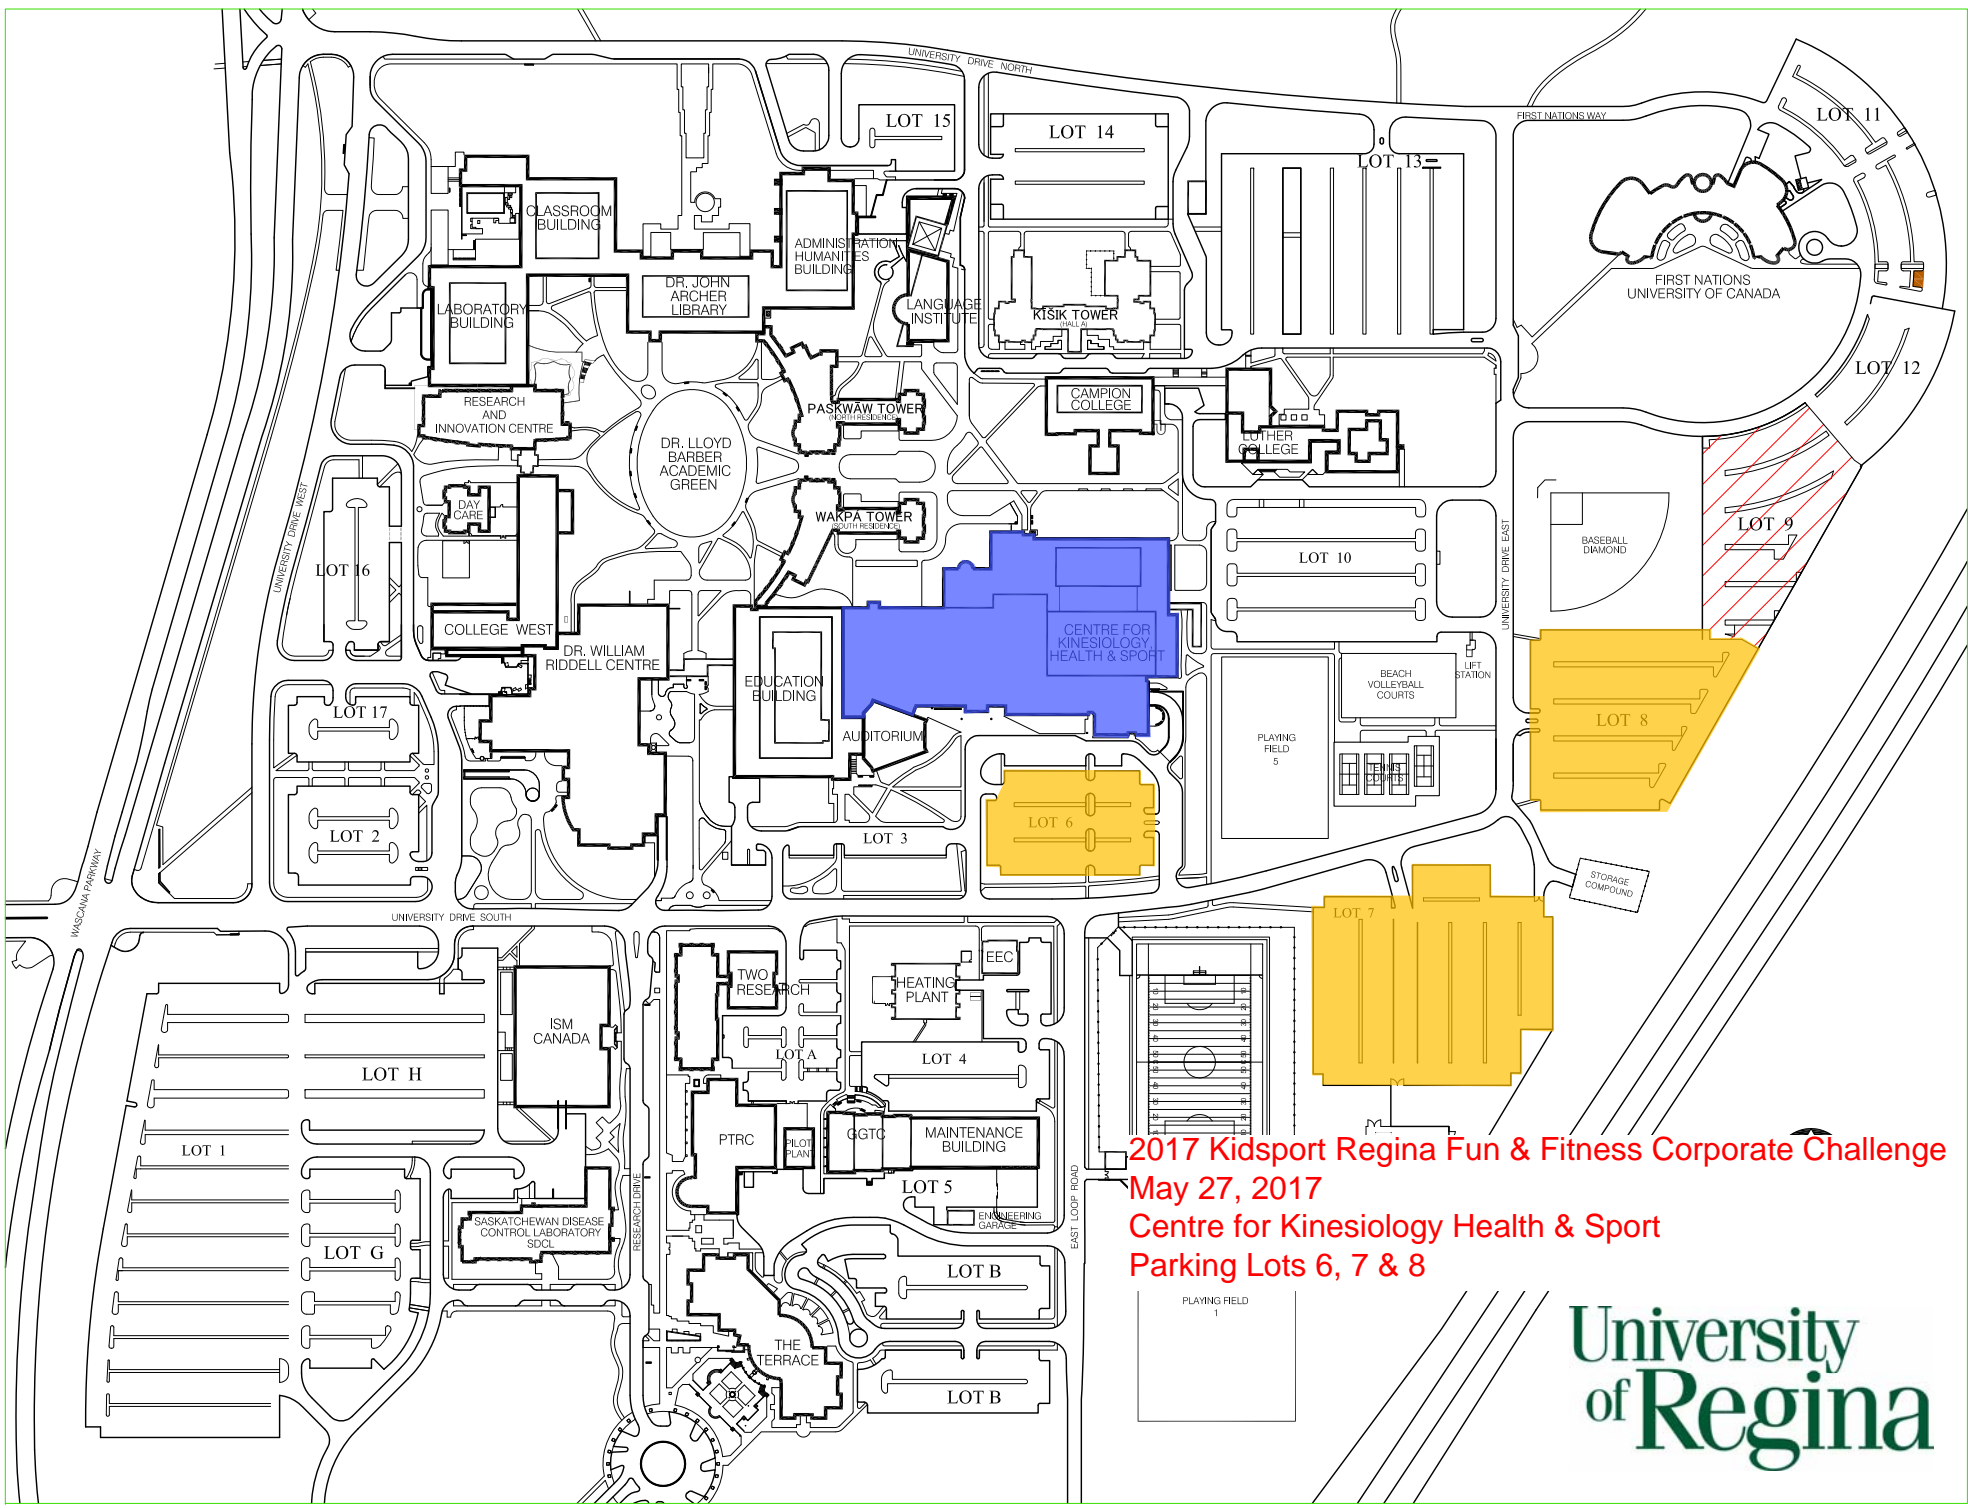 UNIVERSITY DRIVE NORTH
FIRST NATIONS WAY
LOT 11
LOT 15
LOT 14
LOT 13
CLASSROOM
BUILDING
ADMINISTRATION
HUMANITIES
BUILDING
DR. JOHN
ARCHER
LIBRARY
LABORATORY
BUILDING
LANGUAGE
INSTITUTE
KĪŠIK TOWER
(HALL A)
FIRST NATIONS
UNIVERSITY OF CANADA
LOT 12
RESEARCH
AND
INNOVATION CENTRE
PASKWĀW TOWER
(NORTH RESIDENCE)
CAMPION
COLLEGE
LUTHER
COLLEGE
DR. LLOYD
BARBER
ACADEMIC
GREEN
DAY
CARE
WAKPÁ TOWER
(SOUTH RESIDENCE)
UNIVERSITY DRIVE WEST
LOT 16
LOT 10
UNIVERSITY DRIVE EAST
BASEBALL
DIAMOND
LOT 9
COLLEGE WEST
DR. WILLIAM
RIDDELL CENTRE
CENTRE FOR
KINESIOLOGY,
HEALTH & SPORT
EDUCATION
BUILDING
AUDITORIUM
BEACH
VOLLEYBALL
COURTS
LIFT
STATION
LOT 8
LOT 17
PLAYING
FIELD
5
TENNIS
COURTS
LOT 2
LOT 3
LOT 6
STORAGE
COMPOUND
WASCANA PARKWAY
UNIVERSITY DRIVE SOUTH
LOT 7
TWO
RESEARCH
HEATING
PLANT
EEC
ISM
CANADA
LOT A
LOT 4
LOT H
LOT 1
PTRC
PILOT
PLANT
GGTC
MAINTENANCE
BUILDING
LOT 5
ENGINEERING
GARAGE
EAST LOOP ROAD
RESEARCH DRIVE
SASKATCHEWAN DISEASE
CONTROL LABORATORY
SDCL
LOT G
LOT B
THE
TERRACE
LOT B
2017 Kidsport Regina Fun & Fitness Corporate Challenge
May 27, 2017
Centre for Kinesiology Health & Sport
Parking Lots 6, 7 & 8
PLAYING FIELD
1
University
of Regina